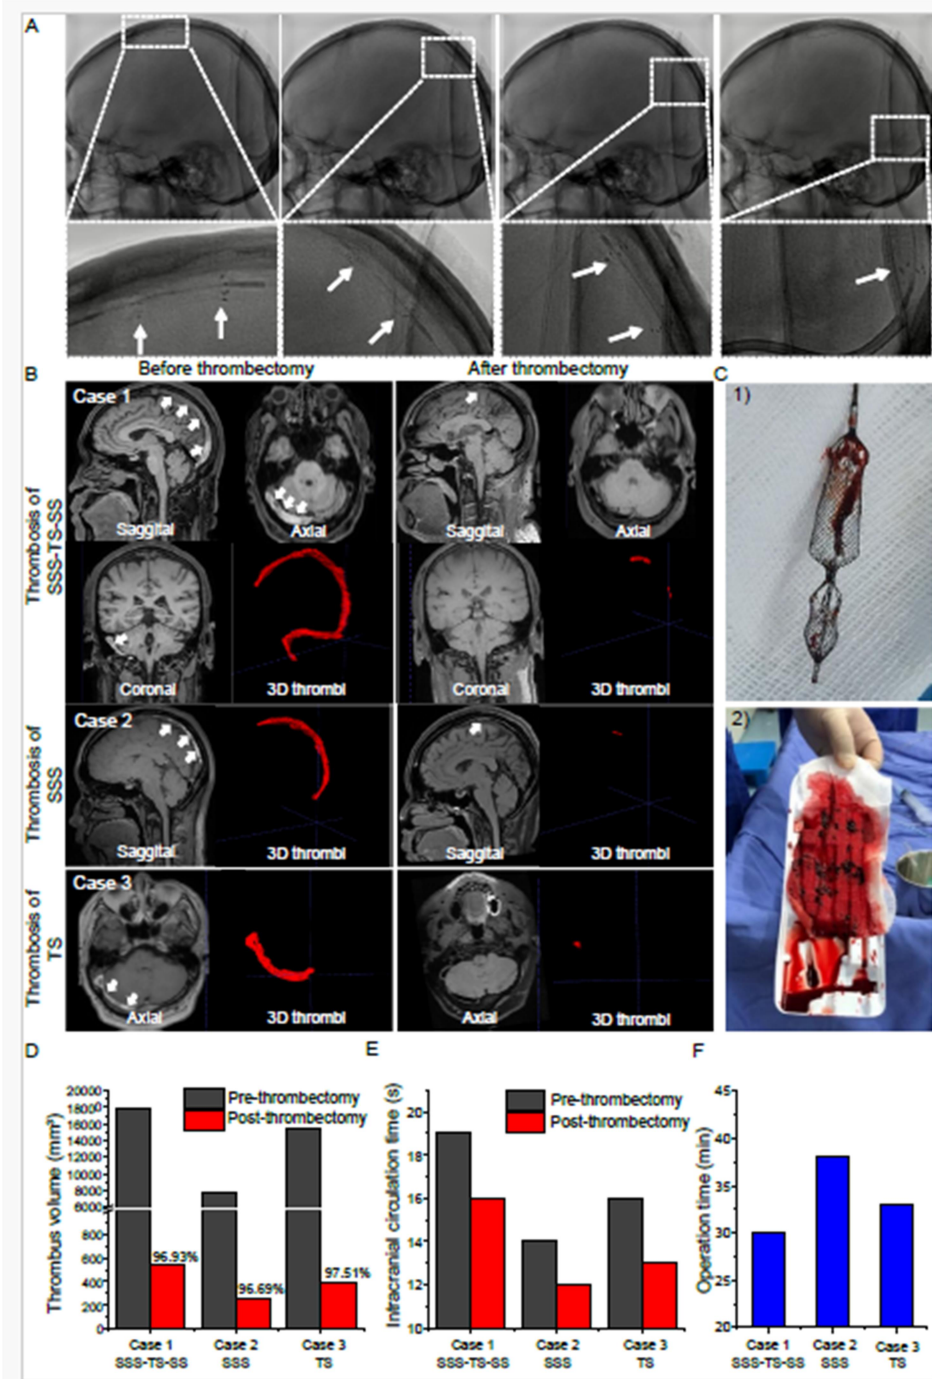 A
B
Before thrombectomy
After thrombectomy
C
Case 1
Thrombosis of
SSS-TS-SS
Saggital
Axial
Saggital
Axial
Coronal
3D thrombi
Coronal
3D thrombi
Case 2
Thrombosis of
SSS
Saggital
3D thrombi
Saggital
3D thrombi
Case 3
Thrombosis of
TS
Axial
3D thrombi
Axial
3D thrombi
1)
2)
D
Thrombus volume (mm³)
20000
18000
16000
14000
12000
10000
8000
6000
800
600
400
200
0
Pre-thrombectomy
Post-thrombectomy
96.93%
96.69%
97.51%
Case 1
SSS-TS-SS
Case 2
SSS
Case 3
TS
E
Intracranial circulation time (s)
20
18
16
14
12
10
Pre-thrombectomy
Post-thrombectomy
Case 1
SSS-TS-SS
Case 2
SSS
Case 3
TS
F
Operation time (min)
45
40
35
30
25
20
Case 1
SSS-TS-SS
Case 2
SSS
Case 3
TS